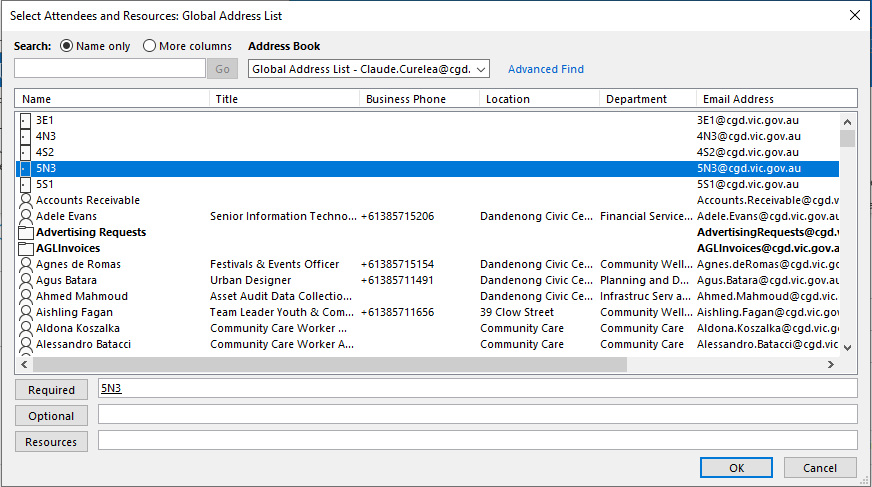 Select Attendees and Resources: Global Address List
Search: Name only More columns Address Book
Go Global Address List - Claude.Curelea@cgd. Advanced Find
Name Title Business Phone Location Department Email Address
3E1 3E1@cgd.vic.gov.au
4N3 4N3@cgd.vic.gov.au
4S2 4S2@cgd.vic.gov.au
5N3 5N3@cgd.vic.gov.au
5S1 5S1@cgd.vic.gov.au
Accounts Receivable Accounts.Receivable@cgd.w
Adele Evans Senior Information Techno... +61385715206 Dandenong Civic Ce... Financial Service... Adele.Evans@cgd.vic.gov.au
Advertising Requests AdvertisingRequests@cgd.v
AGLInvoices AGLInvoices@cgd.vic.gov.a
Agnes de Romas Festivals & Events Officer +61385715154 Dandenong Civic Ce... Community Well... Agnes.deRomas@cgd.vic.gov
Agus Batara Urban Designer +61385711491 Dandenong Civic Ce... Planning and D... Agus.Batara@cgd.vic.gov.au
Ahmed Mahmoud Asset Audit Data Collectio... Dandenong Civic Ce... Infrastruc Serv a... Ahmed.Mahmoud@cgd.vic.g
Aishling Fagan Team Leader Youth & Com... +61385711656 39 Clow Street Community Well... Aishling.Fagan@cgd.vic.gov
Aldona Koszalka Community Care Worker ... Community Care Community Care Aldona.Koszalka@cgd.vic.go
Alessandro Batacci Community Care Worker A... Community Care Community Care Alessandro.Batacci@cgd.vic
Required 5N3
Optional
Resources
OK Cancel